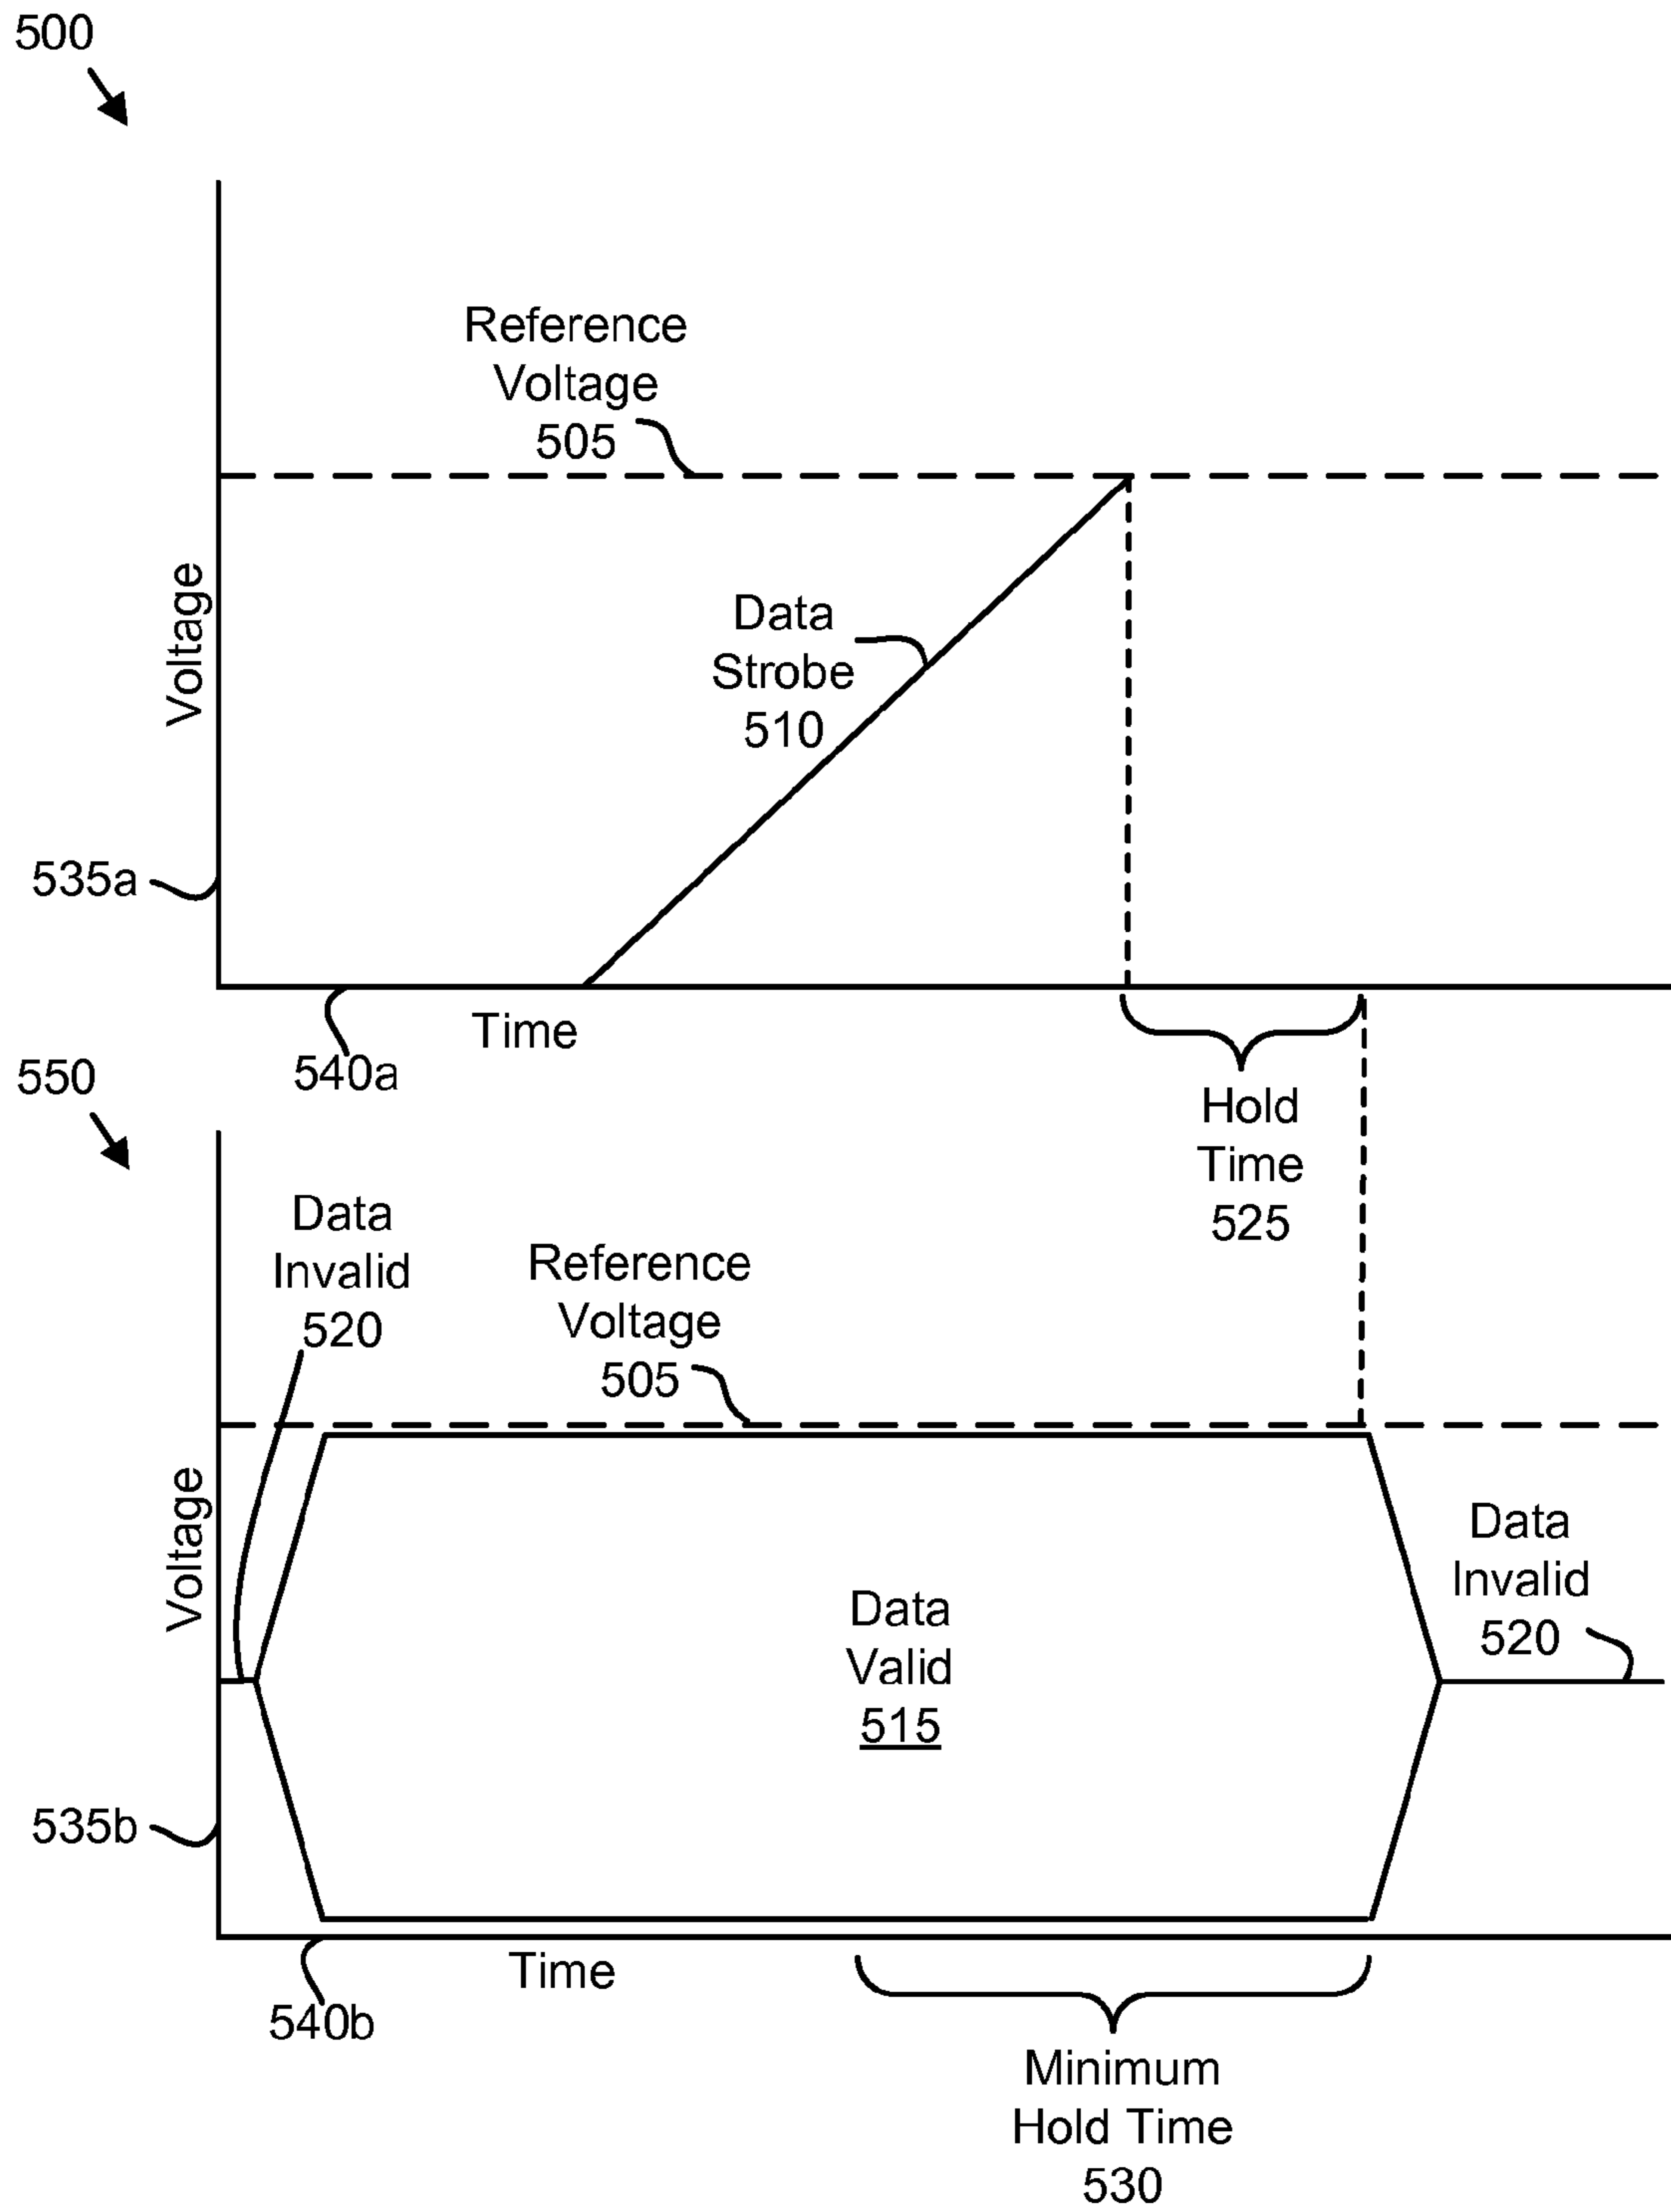 500
Reference
Voltage
505
Voltage
Data
Strobe
510
535a
Time
540a
550
Hold
Time
525
Data
Invalid
520
Reference
Voltage
505
Voltage
Data
Invalid
520
Data
Valid
515
535b
Time
540b
Minimum
Hold Time
530